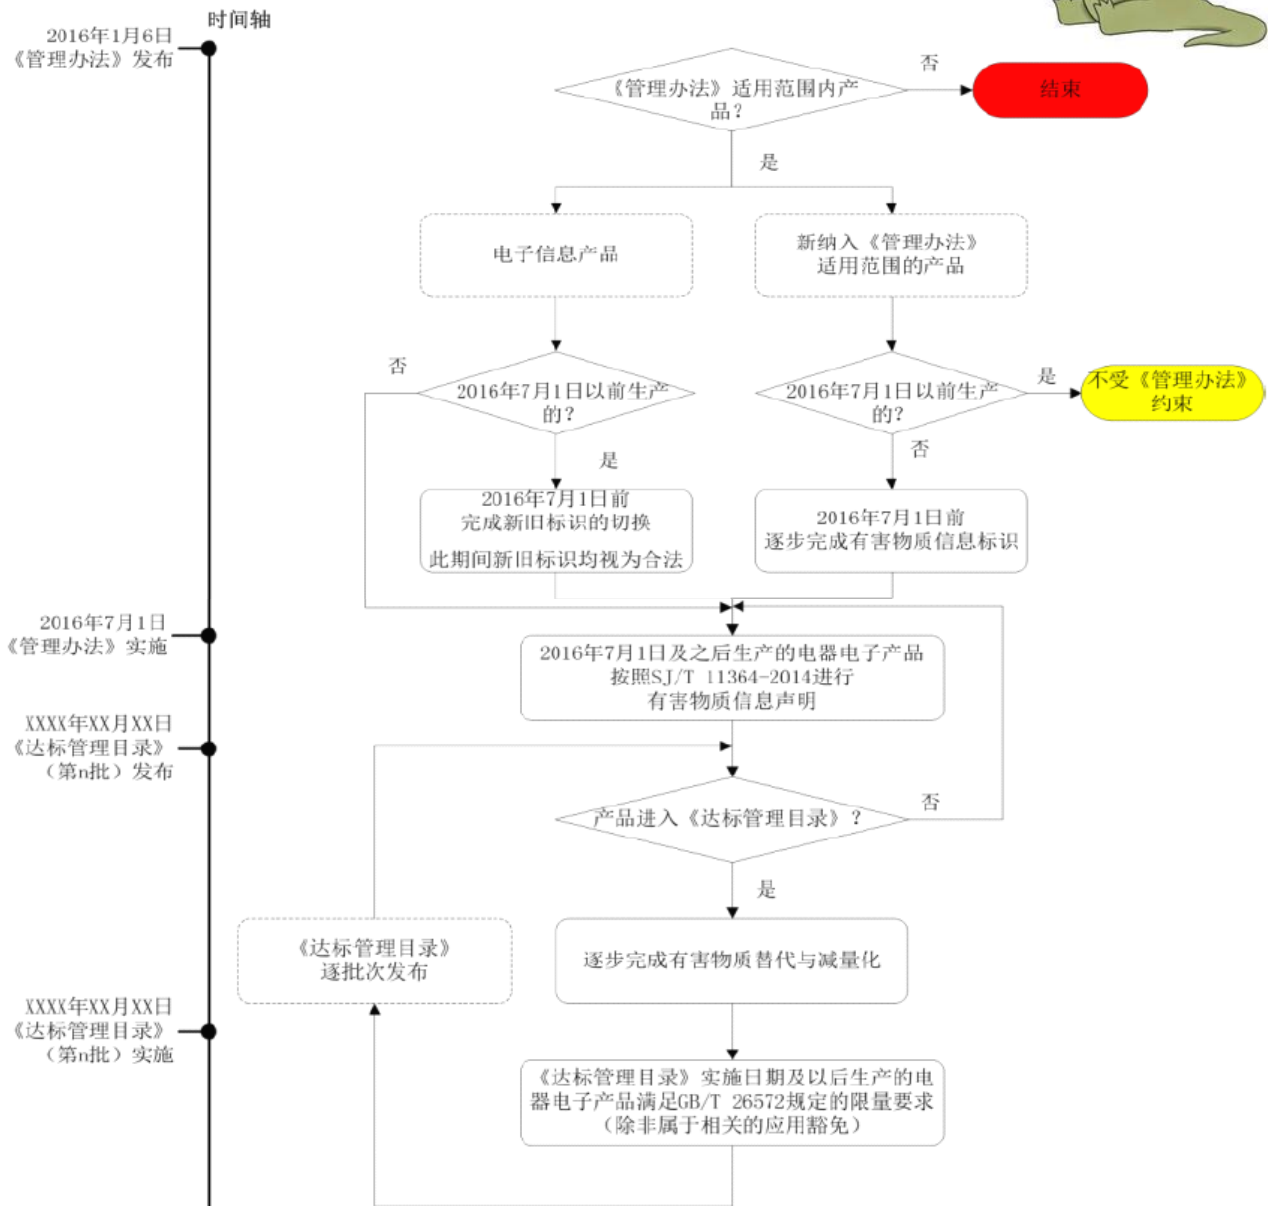 时间轴
2016年1月6日
《管理办法》发布
《管理办法》适用范围内产
品？
否
结束
是
电子信息产品
新纳入《管理办法》
适用范围的产品
否
2016年7月1日以前生产
的？
2016年7月1日以前生产
的？
是
不受《管理办法》
约束
是
否
2016年7月1日前
完成新旧标识的切换
此期间新旧标识均视为合法
2016年7月1日前
逐步完成有害物质信息标识
2016年7月1日
《管理办法》实施
2016年7月1日及之后生产的电器电子产品
按照SJ/T 11364-2014进行
有害物质信息声明
XXXX年XX月XX日
《达标管理目录》
（第n批）发布
产品进入《达标管理目录》？
否
是
《达标管理目录》
逐批次发布
逐步完成有害物质替代与减量化
XXXX年XX月XX日
《达标管理目录》
（第n批）实施
《达标管理目录》实施日期及以后生产的电
器电子产品满足GB/T 26572规定的限量要求
（除非属于相关的应用豁免）